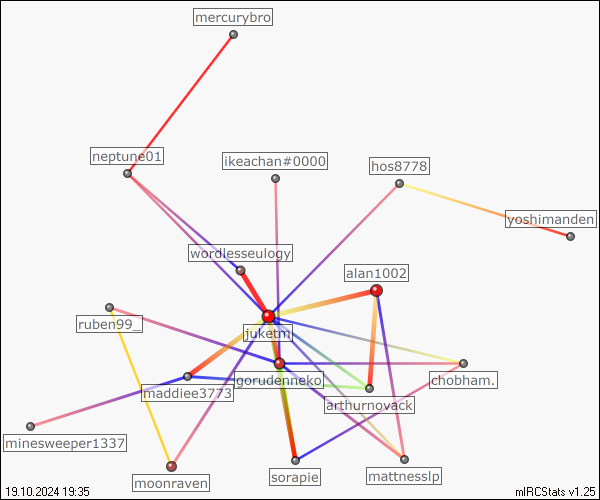 mercurybro
neptune01
ikeachan#0000
hos8778
yoshimanden
wordlesseulogy
alan1002
ruben99_
juketmi
gorudenneko
chobham.
maddiee3773
arthurnovack
minesweeper1337
moonraven
sorapie
mattnesslp
19.10.2024 19:35
mIRCStats v1.25